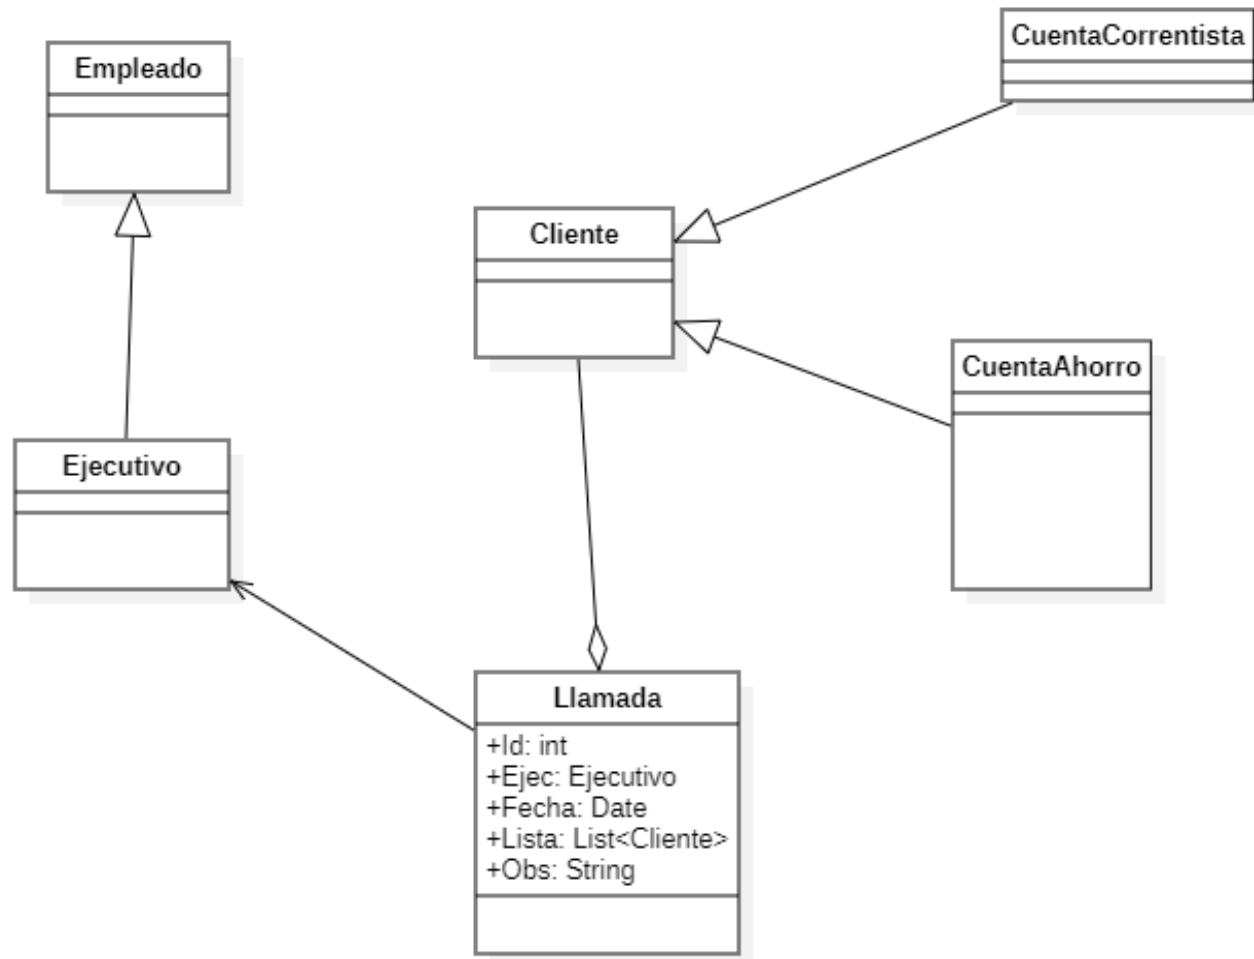 CuentaCorrentista
Empleado
Cliente
CuentaAhorro
Ejecutivo
Llamada
+Id: int
+Ejec: Ejecutivo
+Fecha: Date
+Lista: List<Cliente>
+Obs: String